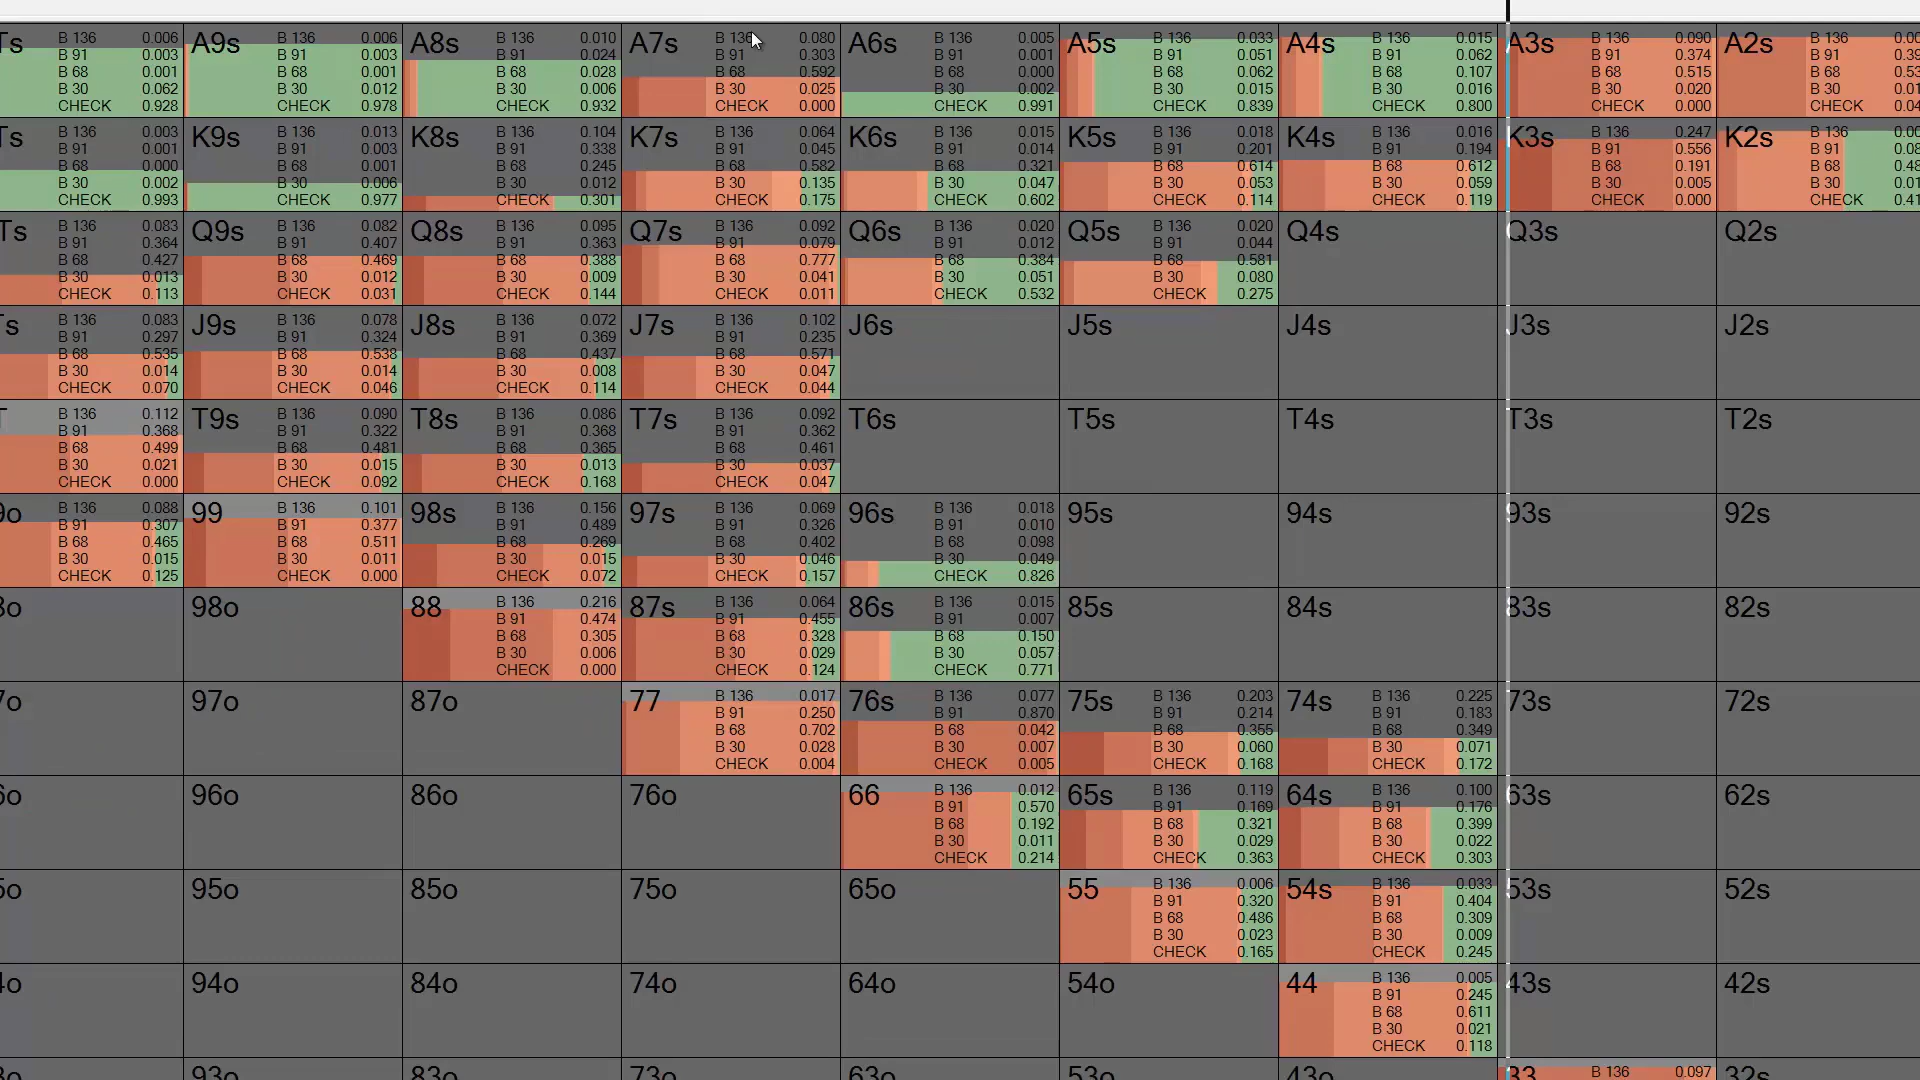 Ts B 136 0.006 A9s B 136 0.006 A8s B 136 0.010 A7s B 136 0.080 A6s B 136 0.005 A5s B 136 0.033 A4s B 136 0.015 A3s B 136 0.090 A2s B 136
B 91 0.003 B 91 0.003 B 91 0.024 B 91 0.303 B 91 0.001 B 91 0.051 B 91 0.062 B 91 0.374 B 91
B 68 0.001 B 68 0.001 B 68 0.028 B 68 0.592 B 68 0.000 B 68 0.062 B 68 0.107 B 68 0.515 B 68
B 30 0.062 B 30 0.012 B 30 0.006 B 30 0.025 B 30 0.002 B 30 0.015 B 30 0.016 B 30 0.020 B 30
CHECK 0.928 CHECK 0.978 CHECK 0.932 CHECK 0.000 CHECK 0.991 CHECK 0.839 CHECK 0.800 CHECK 0.000 CHECK
Ts B 136 0.003 K9s B 136 0.013 K8s B 136 0.104 K7s B 136 0.064 K6s B 136 0.015 K5s B 136 0.018 K4s B 136 0.016 K3s B 136 0.247 K2s B 136
B 91 0.001 B 91 0.003 B 91 0.338 B 91 0.045 B 91 0.014 B 91 0.201 B 91 0.194 B 91 0.556 B 91
B 68 0.000 B 68 0.001 B 68 0.245 B 68 0.582 B 68 0.321 B 68 0.614 B 68 0.612 B 68 0.191 B 68
B 30 0.002 B 30 0.006 B 30 0.012 B 30 0.135 B 30 0.047 B 30 0.053 B 30 0.059 B 30 0.005 B 30
CHECK 0.993 CHECK 0.977 CHECK 0.301 CHECK 0.175 CHECK 0.602 CHECK 0.114 CHECK 0.119 CHECK 0.000 CHECK
Ts B 136 0.083 Q9s B 136 0.082 Q8s B 136 0.095 Q7s B 136 0.092 Q6s B 136 0.020 Q5s B 136 0.020 Q4s Q3s Q2s
B 91 0.364 B 91 0.407 B 91 0.363 B 91 0.079 B 91 0.012 B 91 0.044
B 68 0.427 B 68 0.469 B 68 0.388 B 68 0.777 B 68 0.384 B 68 0.581
B 30 0.013 B 30 0.012 B 30 0.009 B 30 0.041 B 30 0.051 B 30 0.080
CHECK 0.113 CHECK 0.031 CHECK 0.144 CHECK 0.011 CHECK 0.532 CHECK 0.275
Ts B 136 0.083 J9s B 136 0.078 J8s B 136 0.072 J7s B 136 0.102 J6s J5s J4s J3s J2s
B 91 0.297 B 91 0.324 B 91 0.369 B 91 0.235
B 68 0.535 B 68 0.538 B 68 0.437 B 68 0.571
B 30 0.014 B 30 0.014 B 30 0.008 B 30 0.047
CHECK 0.070 CHECK 0.046 CHECK 0.114 CHECK 0.044
T B 136 0.112 T9s B 136 0.090 T8s B 136 0.086 T7s B 136 0.092 T6s T5s T4s T3s T2s
B 91 0.368 B 91 0.322 B 91 0.368 B 91 0.362
B 68 0.499 B 68 0.481 B 68 0.365 B 68 0.461
B 30 0.021 B 30 0.015 B 30 0.013 B 30 0.037
CHECK 0.000 CHECK 0.092 CHECK 0.168 CHECK 0.047
9o B 136 0.088 99 B 136 0.101 98s B 136 0.156 97s B 136 0.069 96s B 136 0.018 95s 94s 93s 92s
B 91 0.307 B 91 0.377 B 91 0.489 B 91 0.326 B 91 0.010
B 68 0.465 B 68 0.511 B 68 0.269 B 68 0.402 B 68 0.098
B 30 0.015 B 30 0.011 B 30 0.015 B 30 0.046 B 30 0.049
CHECK 0.125 CHECK 0.000 CHECK 0.072 CHECK 0.157 CHECK 0.826
8o 98o 88 B 136 0.216 87s B 136 0.064 86s B 136 0.015 85s 84s 83s 82s
B 91 0.474 B 91 0.455 B 91 0.007
B 68 0.305 B 68 0.328 B 68 0.150
B 30 0.006 B 30 0.029 B 30 0.057
CHECK 0.000 CHECK 0.124 CHECK 0.771
7o 97o 87o 77 B 136 0.017 76s B 136 0.077 75s B 136 0.203 74s B 136 0.225 73s 72s
B 91 0.250 B 91 0.870 B 91 0.214 B 91 0.183
B 68 0.702 B 68 0.042 B 68 0.355 B 68 0.349
B 30 0.028 B 30 0.007 B 30 0.060 B 30 0.071
CHECK 0.004 CHECK 0.005 CHECK 0.168 CHECK 0.172
6o 96o 86o 76o 66 B 136 0.012 65s B 136 0.119 64s B 136 0.100 63s 62s
B 91 0.570 B 91 0.169 B 91 0.176
B 68 0.192 B 68 0.321 B 68 0.399
B 30 0.011 B 30 0.029 B 30 0.022
CHECK 0.214 CHECK 0.363 CHECK 0.303
5o 95o 85o 75o 65o 55 B 136 0.006 54s B 136 0.033 53s 52s
B 91 0.320 B 91 0.404
B 68 0.486 B 68 0.309
B 30 0.023 B 30 0.009
CHECK 0.165 CHECK 0.245
4o 94o 84o 74o 64o 54o 44 B 136 0.005 43s 42s
B 91 0.245
B 68 0.611
B 30 0.021
CHECK 0.118
93o 83o 73o 63o 53o 43o 33 B 136 0.097 32s